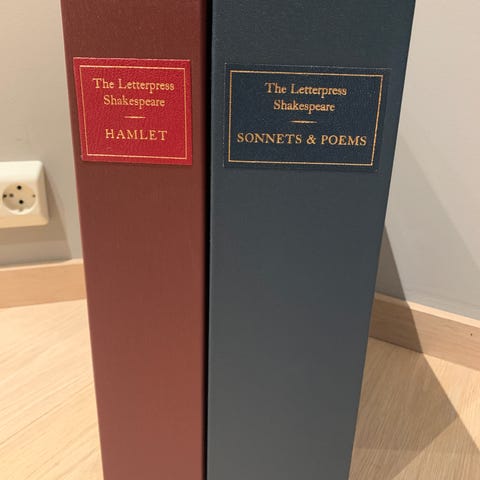 The Letterpress
Shakespeare
HAMLET
The Letterpress
Shakespeare
SONNETS & POEMS